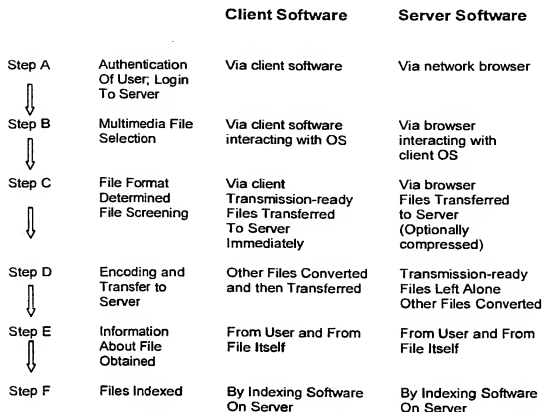 Client Software Server Software
Step A Authentication Via client software Via network browser
Of User; Login
To Server
Step B Multimedia File Via client software Via browser
Selection interacting with OS interacting with
client OS
Step C File Format Via client Via browser
Determined Transmission-ready Files Transferred
File Screening Files Transferred to Server
To Server (Optionally
Immediately compressed)
Step D Encoding and Other Files Converted Transmission-ready
Transfer to and then Transferred Files Left Alone
Server Other Files Converted
Step E Information From User and From From User and From
About File File Itself File Itself
Obtained
Step F Files Indexed By Indexing Software By Indexing Software
On Server On Server